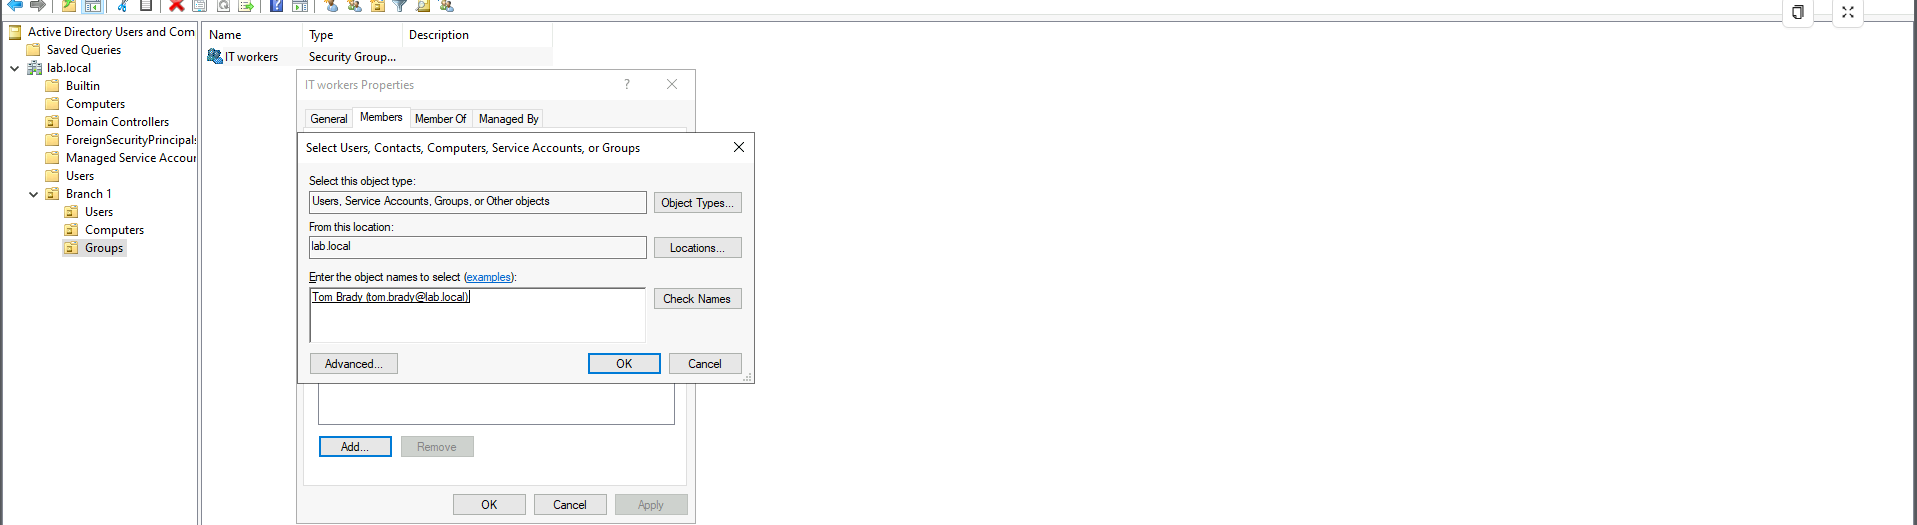 Active Directory Users and Com
Saved Queries
lab.local
Builtin
Computers
Domain Controllers
ForeignSecurityPrincipals
Managed Service Accour
Users
Branch 1
Users
Computers
Groups
Name Type Description
IT workers Security Group...
IT workers Properties ?
General Members Member Of Managed By
Select Users, Contacts, Computers, Service Accounts, or Groups
Select this object type:
Users, Service Accounts, Groups, or Other objects Object Types...
From this location:
lab.local Locations...
Enter the object names to select (examples):
Tom Brady (tom.brady@lab.local) Check Names
Advanced... OK Cancel
Add... Remove
OK Cancel Apply